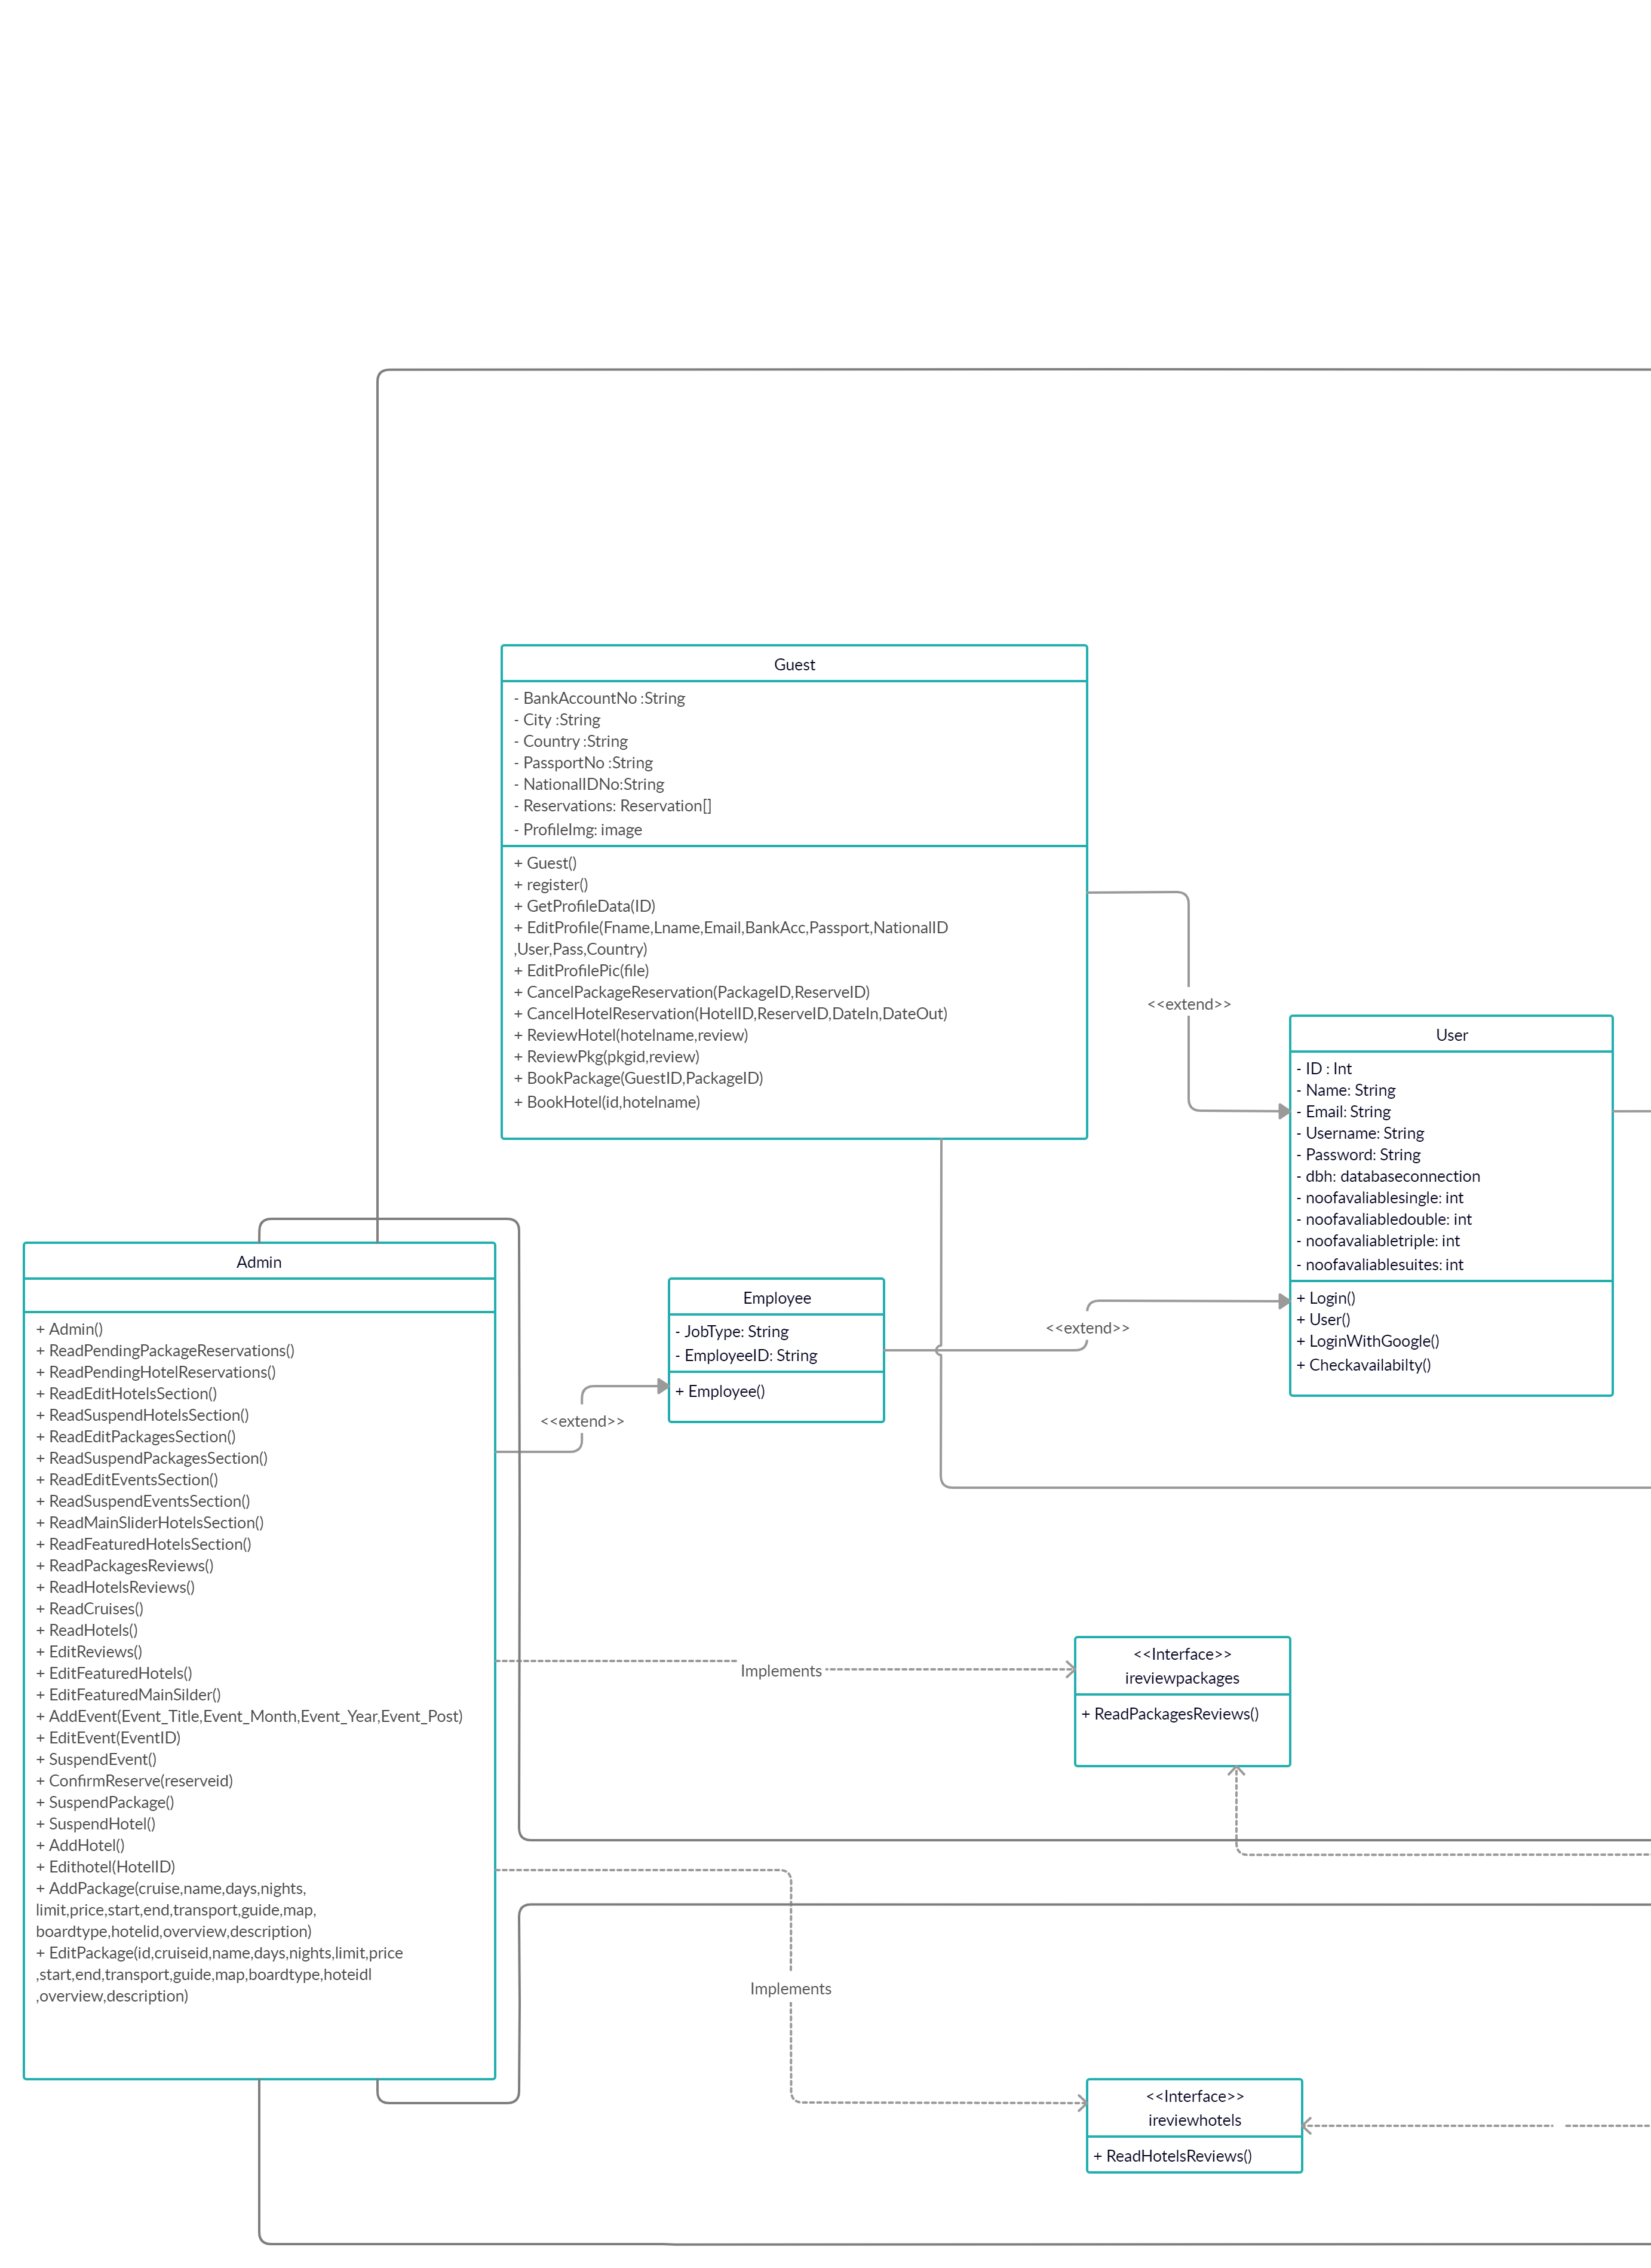 Guest
- BankAccountNo :String
- City :String
- Country :String
- PassportNo :String
- NationalIDNo:String
- Reservations: Reservation[]
- ProfileImg: image
+ Guest()
+ register()
+ GetProfileData(ID)
+ EditProfile(Fname,Lname,Email,BankAcc,Passport,NationalID
,User,Pass,Country)
+ EditProfilePic(file)
+ CancelPackageReservation(PackageID,ReserveID)
+ CancelHotelReservation(HotelID,ReserveID,DateIn,DateOut)
+ ReviewHotel(hotelname,review)
+ ReviewPkg(pkgid,review)
+ BookPackage(GuestID,PackageID)
+ BookHotel(id,hotelname)
<<extend>>
User
- ID : Int
- Name: String
- Email: String
- Username: String
- Password: String
- dbh: databaseconnection
- noofavaliablesingle: int
- noofavaliabledouble: int
- noofavaliabletriple: int
- noofavaliablesuites: int
+ Login()
+ User()
+ LoginWithGoogle()
+ Checkavailabilty()
Employee
- JobType: String
- EmployeeID: String
+ Employee()
<<extend>>
<<extend>>
Admin
+ Admin()
+ ReadPendingPackageReservations()
+ ReadPendingHotelReservations()
+ ReadEditHotelsSection()
+ ReadSuspendHotelsSection()
+ ReadEditPackagesSection()
+ ReadSuspendPackagesSection()
+ ReadEditEventsSection()
+ ReadSuspendEventsSection()
+ ReadMainSliderHotelsSection()
+ ReadFeaturedHotelsSection()
+ ReadPackagesReviews()
+ ReadHotelsReviews()
+ ReadCruises()
+ ReadHotels()
+ EditReviews()
+ EditFeaturedHotels()
+ EditFeaturedMainSilder()
+ AddEvent(Event_Title,Event_Month,Event_Year,Event_Post)
+ EditEvent(EventID)
+ SuspendEvent()
+ ConfirmReserve(reserveid)
+ SuspendPackage()
+ SuspendHotel()
+ AddHotel()
+ Edithotel(HotelID)
+ AddPackage(cruise,name,days,nights,
limit,price,start,end,transport,guide,map,
boardtype,hotelid,overview,description)
+ EditPackage(id,cruiseid,name,days,nights,limit,price
,start,end,transport,guide,map,boardtype,hoteidl
,overview,description)
Implements
<<Interface>>
ireviewpackages
+ ReadPackagesReviews()
Implements
<<Interface>>
ireviewhotels
+ ReadHotelsReviews()